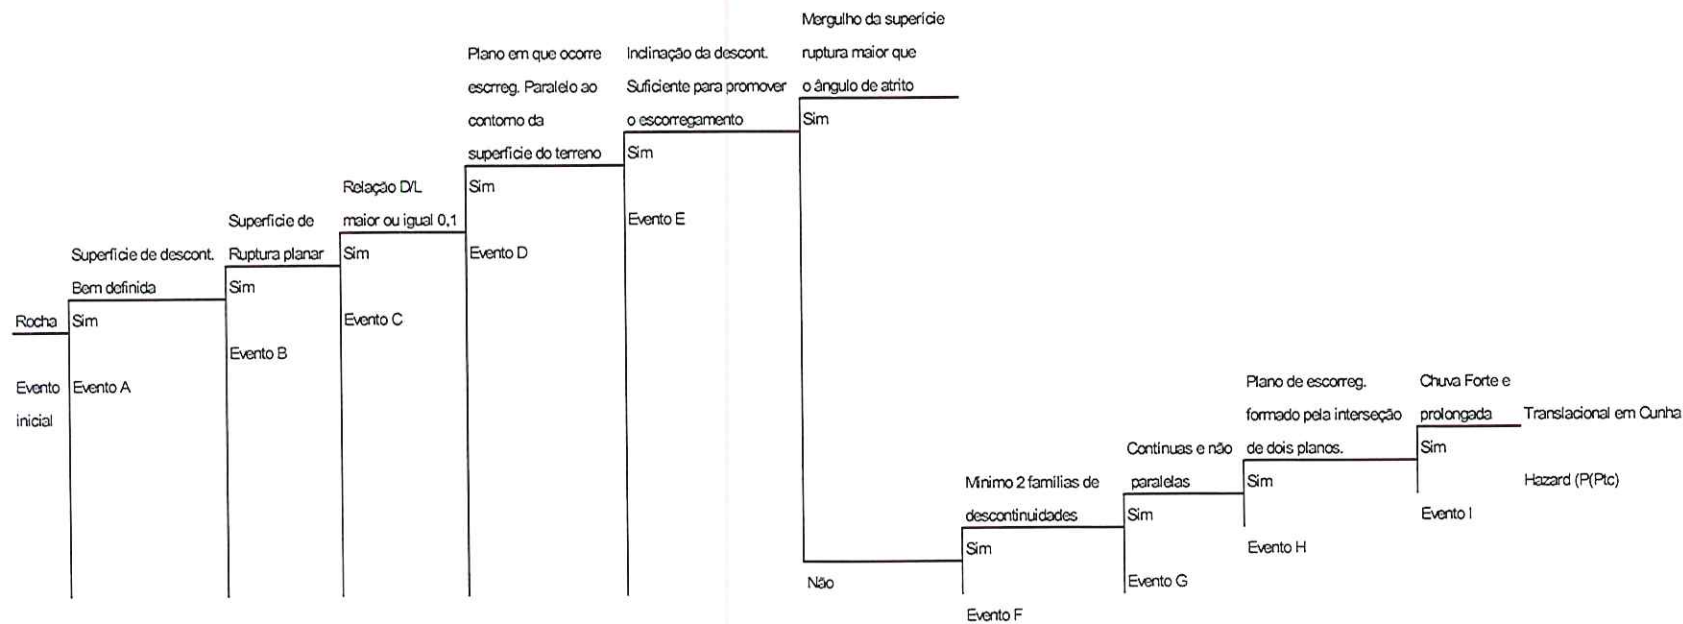 Rocha
Evento
inicial
Superfície de descont.
Bem definida
Sim
Evento A
Superfície de
Ruptura planar
Sim
Evento B
Relação D/L
maior ou igual 0,1
Sim
Evento C
Plano em que ocorre
escrreg. Paralelo ao
contorno da
superfície do terreno
Sim
Evento D
Inclinação da descont.
Suficiente para promover
o escorregamento
Sim
Evento E
Mergulho da supericie
ruptura maior que
o ângulo de atrito
Sim
Não
Minimo 2 famílias de
descontinuidades
Sim
Evento F
Continuas e não
paralelas
Sim
Evento G
Plano de escorreg.
formado pela interseção
de dois planos.
Sim
Evento H
Chuva Forte e
prolongada
Sim
Evento I
Translacional em Cunha
Hazard (P(Ptc)